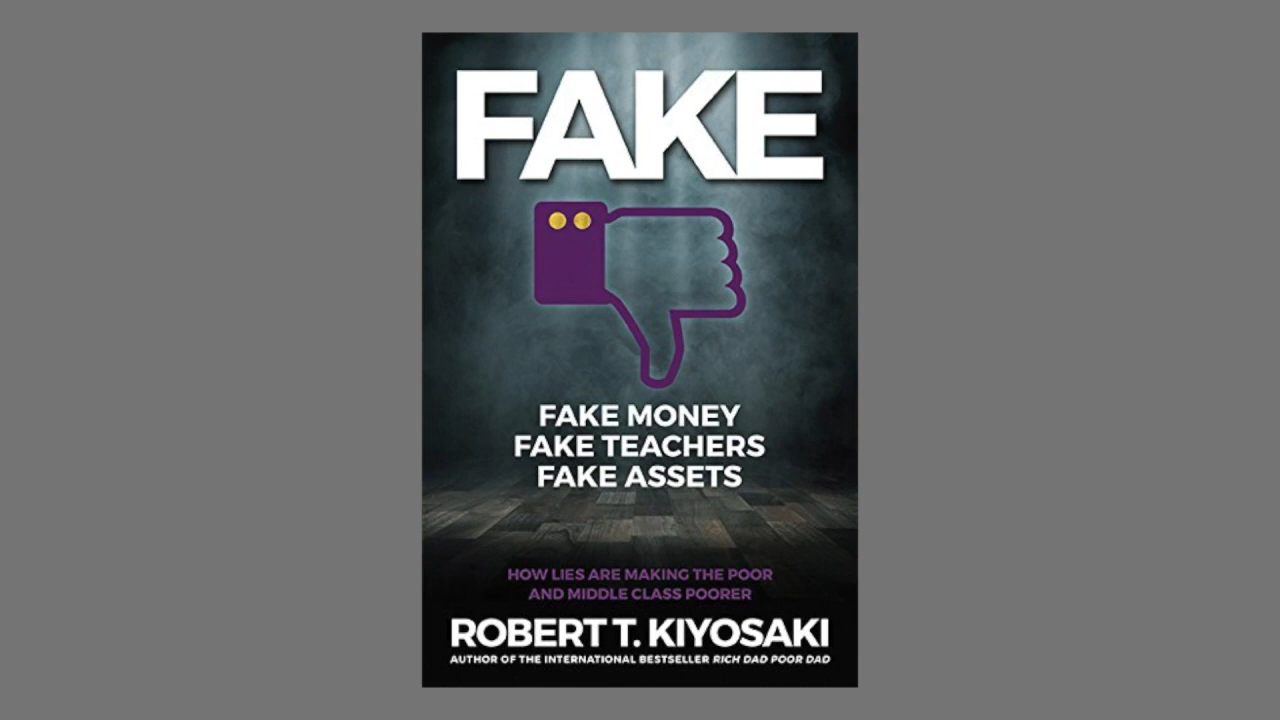 FAKE
FAKE MONEY
FAKE TEACHERS
FAKE ASSETS
HOW LIES ARE MAKING THE POOR
AND MIDDLE CLASS POORER
ROBERT T. KIYOSAKI
AUTHOR OF THE INTERNATIONAL BESTSELLER RICH DAD POOR DAD